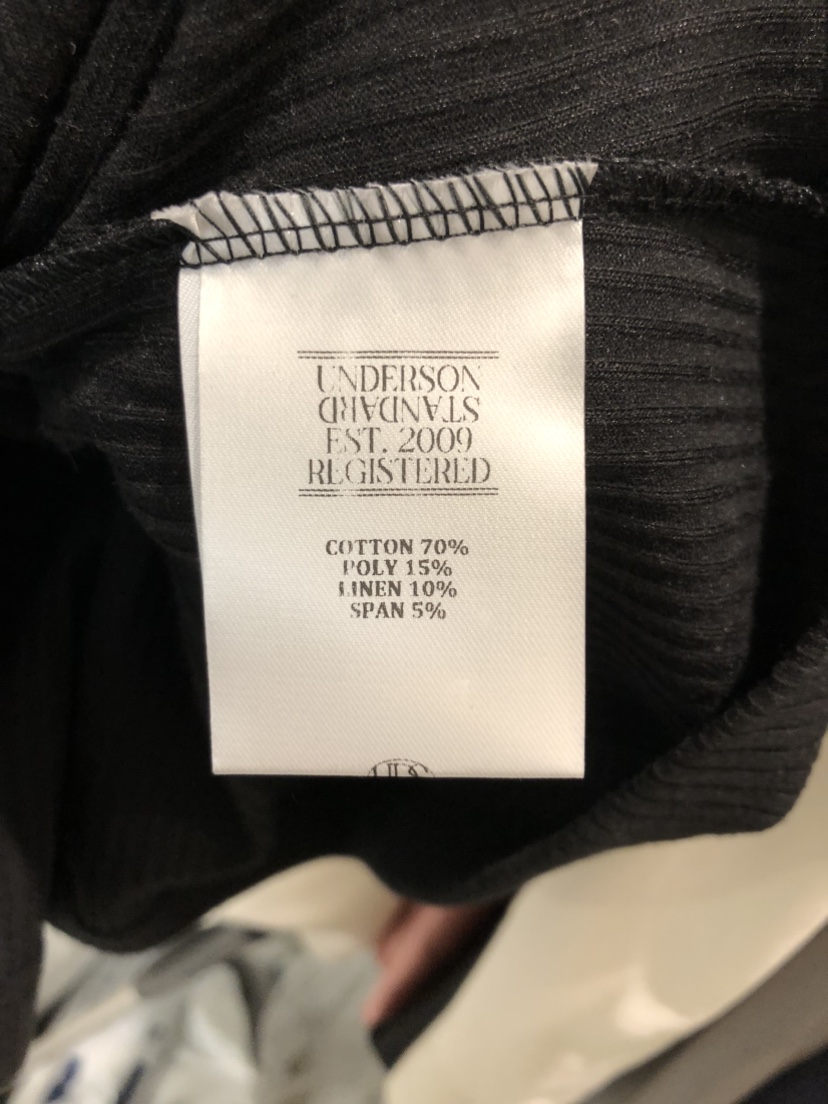 UNDERSON
STANDARD
EST. 2009
REGISTERED
COTTON 70%
POLY 15%
LINEN 10%
SPAN 5%